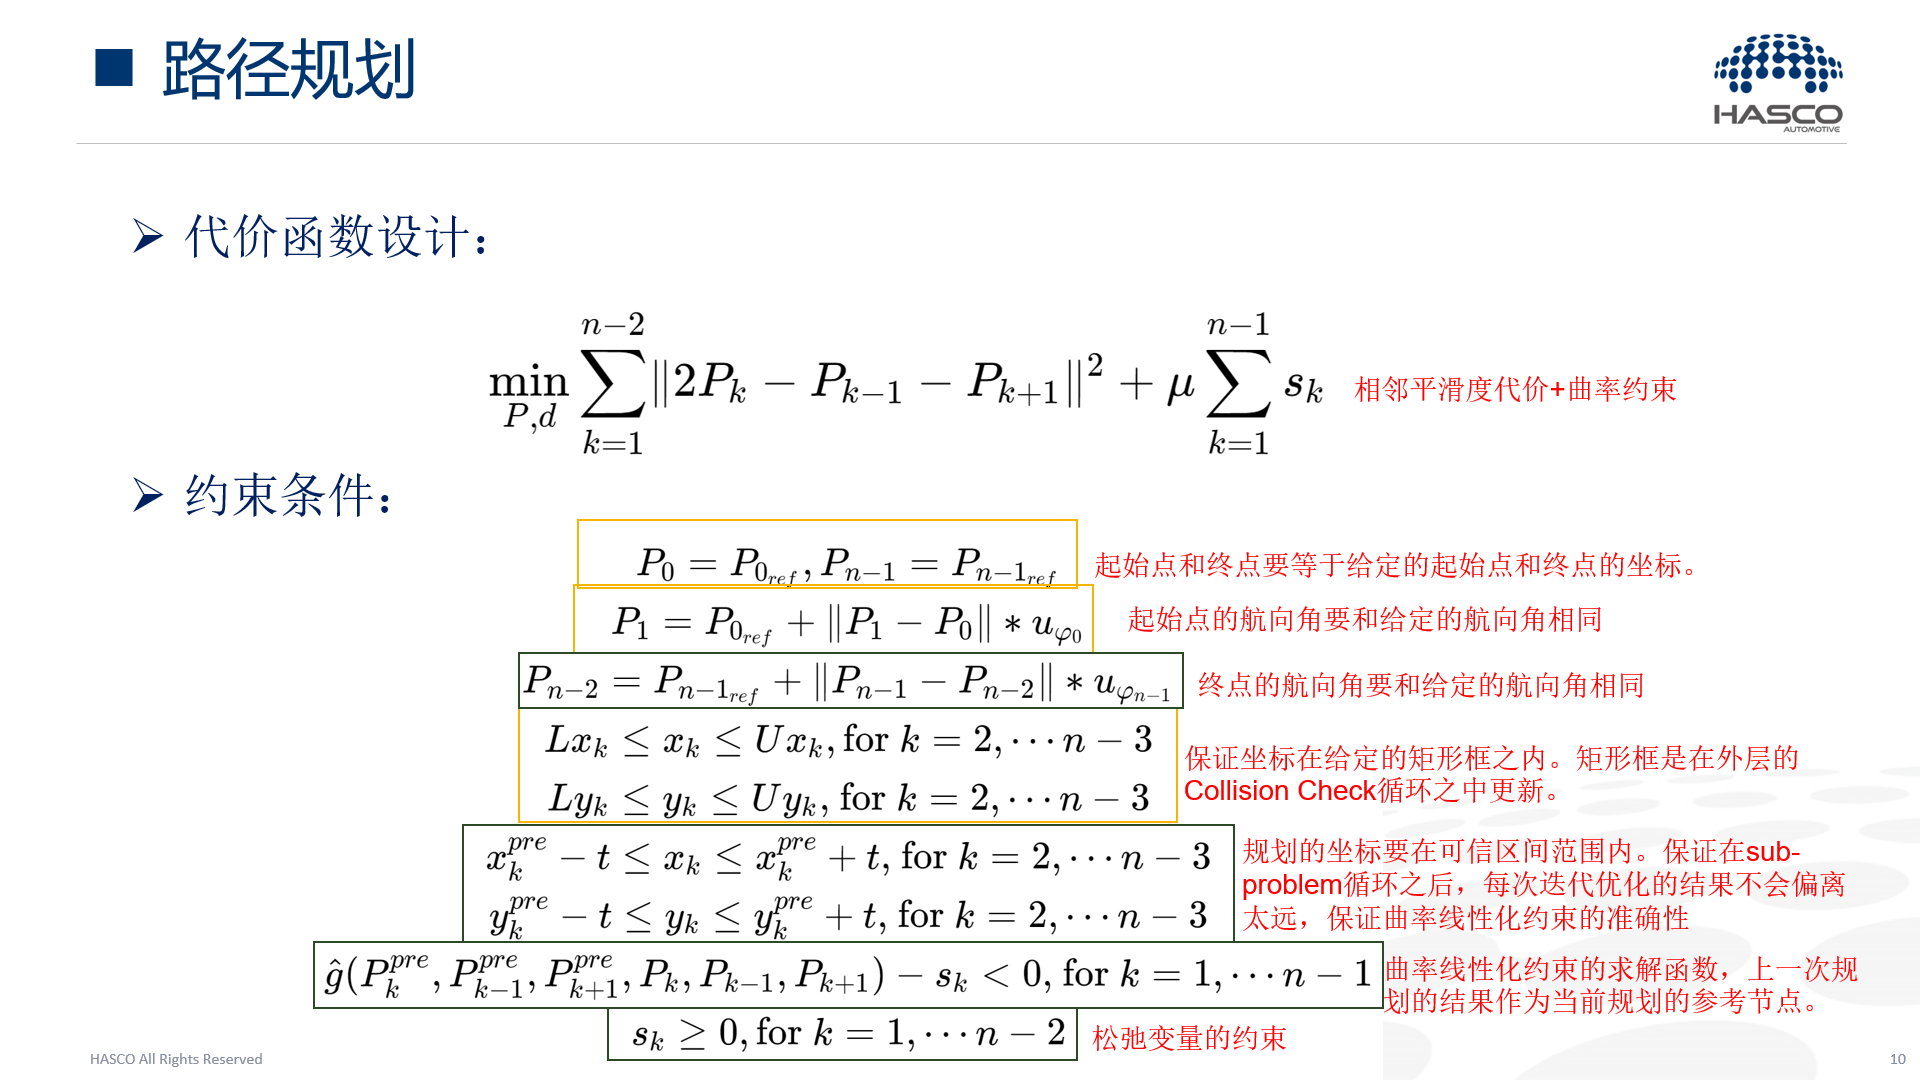 路径规划
HASCO
AUTOMOTIVE
➢ 代价函数设计：
$\min_{P,d} \sum_{k=1}^{n-2} \|2P_k - P_{k-1} - P_{k+1}\|^2 + \mu \sum_{k=1}^{n-1} s_k$ 相邻平滑度代价+曲率约束
➢ 约束条件：
$P_0 = P_{0_{ref}}, P_{n-1} = P_{n-1_{ref}}$ 起始点和终点要等于给定的起始点和终点的坐标。
$P_1 = P_{0_{ref}} + \|P_1 - P_0\| * u_{\varphi_0}$ 起始点的航向角要和给定的航向角相同
$P_{n-2} = P_{n-1_{ref}} + \|P_{n-1} - P_{n-2}\| * u_{\varphi_{n-1}}$ 终点的航向角要和给定的航向角相同
$Lx_k \leq x_k \leq Ux_k, \text{for } k = 2, \cdots n - 3$
$Ly_k \leq y_k \leq Uy_k, \text{for } k = 2, \cdots n - 3$
保证坐标在给定的矩形框之内。矩形框是在外层的
Collision Check循环之中更新。
$x_k^{pre} - t \leq x_k \leq x_k^{pre} + t, \text{for } k = 2, \cdots n - 3$
$y_k^{pre} - t \leq y_k \leq y_k^{pre} + t, \text{for } k = 2, \cdots n - 3$
规划的坐标要在可信区间范围内。保证在sub-
problem循环之后，每次迭代优化的结果不会偏离
太远，保证曲率线性化约束的准确性
$\hat{g}(P_k^{pre}, P_{k-1}^{pre}, P_{k+1}^{pre}, P_k, P_{k-1}, P_{k+1}) - s_k < 0, \text{for } k = 1, \cdots n - 1$
曲率线性化约束的求解函数，上一次规
划的结果作为当前规划的参考节点。
$s_k \geq 0, \text{for } k = 1, \cdots n - 2$ 松弛变量的约束
HASCO All Rights Reserved
10